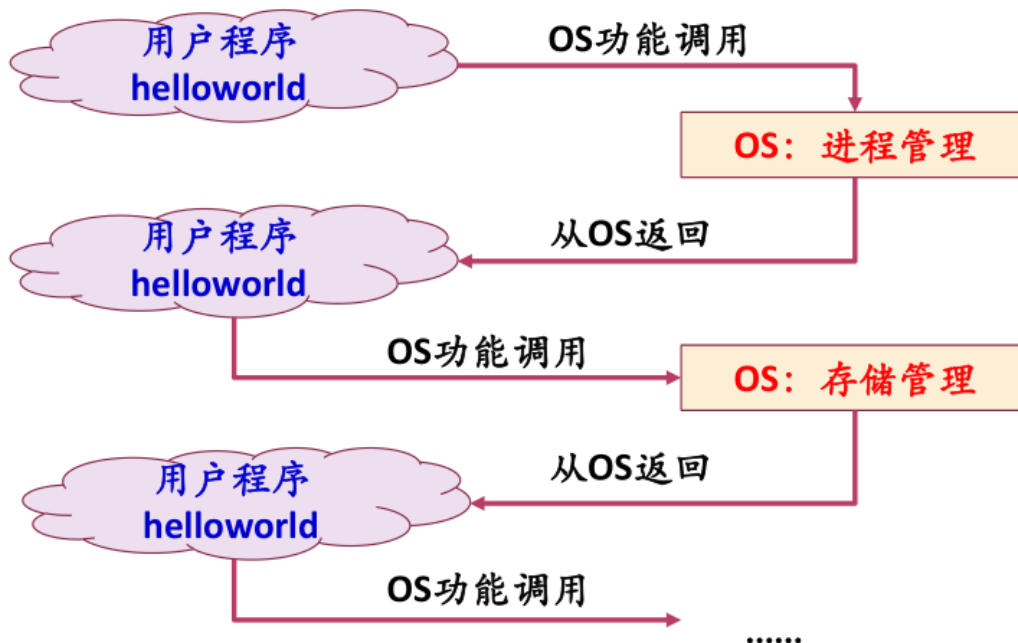 用户程序
helloworld
OS功能调用
OS：进程管理
从OS返回
用户程序
helloworld
OS功能调用
OS：存储管理
从OS返回
用户程序
helloworld
OS功能调用
......